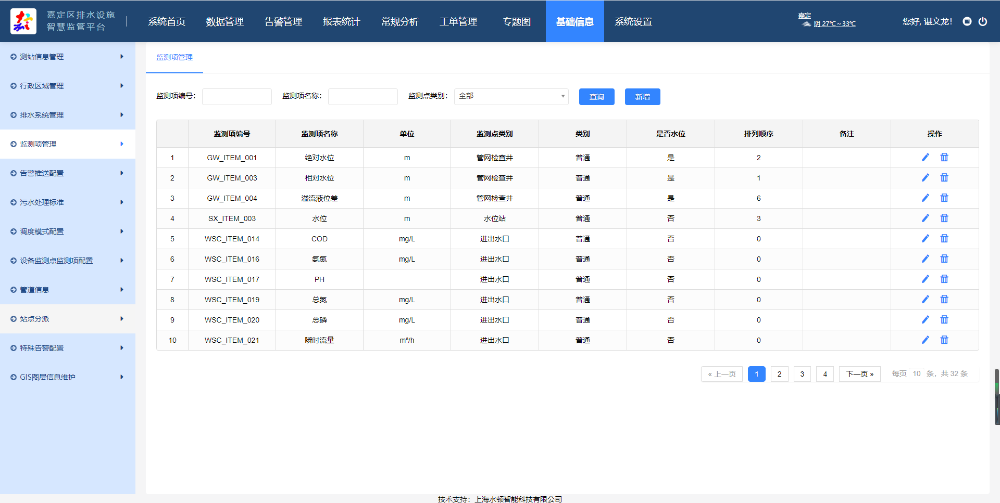 嘉定区排水设施
智慧监管平台
系统首页 数据管理 告警管理 报表统计 常规分析 工单管理 专题图 基础信息 系统设置
嘉定
阴 27℃~33℃
您好, 谌文龙!
测站信息管理
行政区域管理
排水系统管理
监测项管理
告警推送配置
污水处理标准
调度模式配置
设备监测点监测项配置
管道信息
站点分派
特殊告警配置
GIS图层信息维护
监测项管理
监测项编号: 监测项名称: 监测点类别: 全部 查询 新增
监测项编号 监测项名称 单位 监测点类别 类别 是否水位 排列顺序 备注 操作
1 GW_ITEM_001 绝对水位 m 管网检查井 普通 是 2
2 GW_ITEM_003 相对水位 m 管网检查井 普通 是 1
3 GW_ITEM_004 溢流液位差 m 管网检查井 普通 是 6
4 SX_ITEM_003 水位 m 水位站 普通 否 3
5 WSC_ITEM_014 COD mg/L 进出水口 普通 否 0
6 WSC_ITEM_016 氨氮 mg/L 进出水口 普通 否 0
7 WSC_ITEM_017 PH 进出水口 普通 否 0
8 WSC_ITEM_019 总氮 mg/L 进出水口 普通 否 0
9 WSC_ITEM_020 总磷 mg/L 进出水口 普通 否 0
10 WSC_ITEM_021 瞬时流量 m³/h 进出水口 普通 否 0
« 上一页 1 2 3 4 下一页 » 每页 10 条, 共 32 条
技术支持: 上海水顿智能科技有限公司